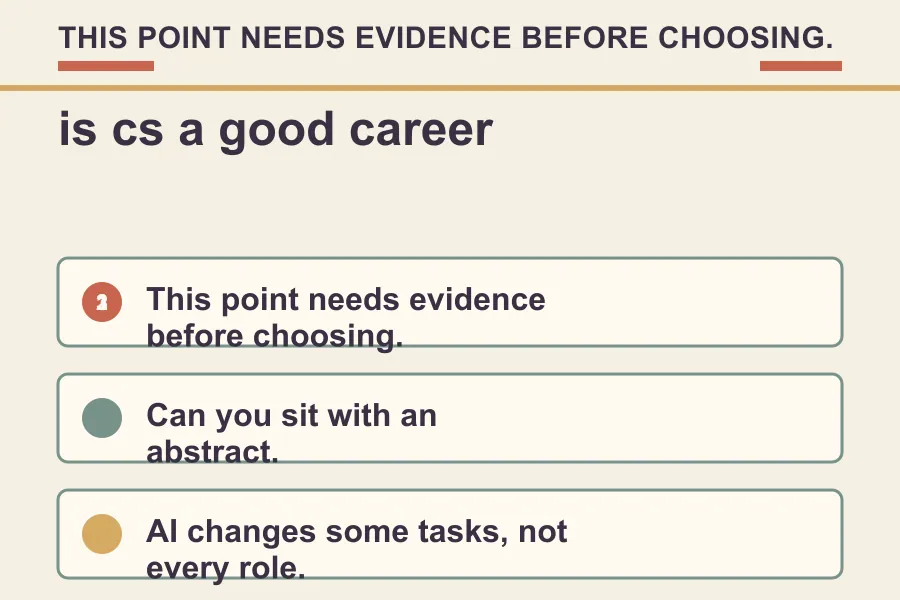 THIS POINT NEEDS EVIDENCE BEFORE CHOOSING.
is cs a good career
This point needs evidence
before choosing.
Can you sit with an
abstract.
AI changes some tasks, not
every role.